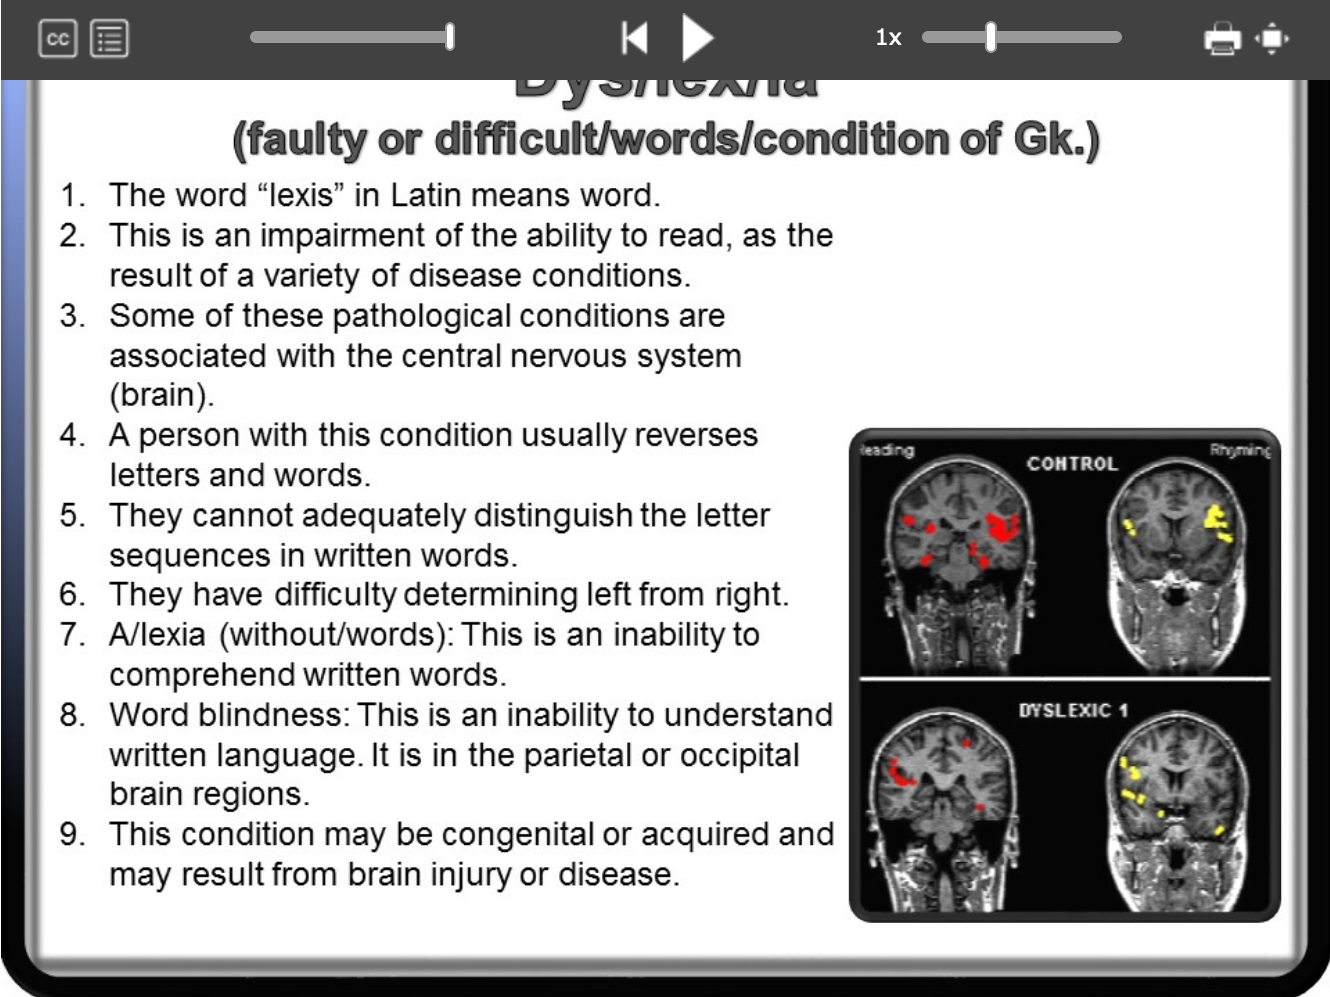 CC
1x
Dys/lex/ia
(faulty or difficult/words/condition of Gk.)
1. The word “lexis” in Latin means word.
2. This is an impairment of the ability to read, as the
result of a variety of disease conditions.
3. Some of these pathological conditions are
associated with the central nervous system
(brain).
4. A person with this condition usually reverses
letters and words.
5. They cannot adequately distinguish the letter
sequences in written words.
6. They have difficulty determining left from right.
7. A/lexia (without/words): This is an inability to
comprehend written words.
8. Word blindness: This is an inability to understand
written language. It is in the parietal or occipital
brain regions.
9. This condition may be congenital or acquired and
may result from brain injury or disease.
eading
CONTROL
Rhyming
DYSLEXIC 1